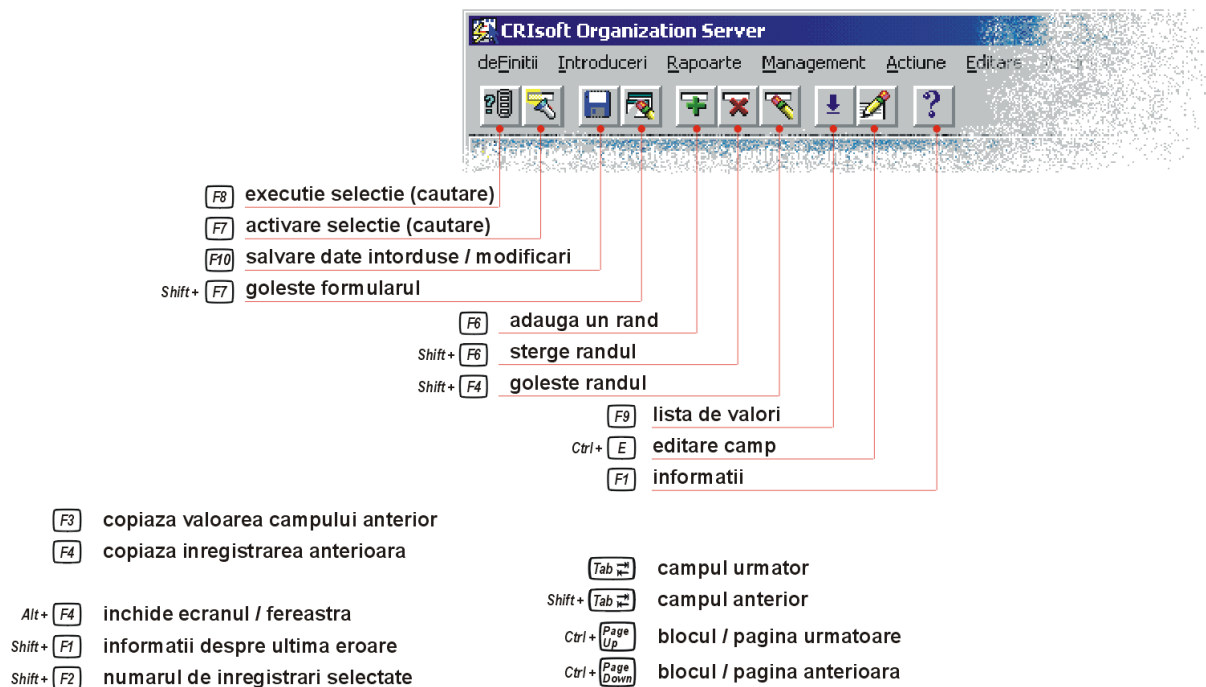 CRIsoft Organization Server
deFinitii Introduceri Rapoarte Management Actiune Editare
F8 executie selectie (cautare)
F7 activare selectie (cautare)
F10 salvare date intorduse / modificari
Shift + F7 goleste formularul
F6 adauga un rand
Shift + F6 sterge randul
Shift + F4 goleste randul
F9 lista de valori
Ctrl + E editare camp
F1 informatii
F3 copiaza valoarea campului anterior
F4 copiaza inregistrarea anterioara
Alt + F4 inchide ecranul / fereastra
Shift + F1 informatii despre ultima eroare
Shift + F2 numarul de inregistrari selectate
Tab campul urmator
Shift + Tab campul anterior
Ctrl + Page Up blocul / pagina urmatoare
Ctrl + Page Down blocul / pagina anterioara